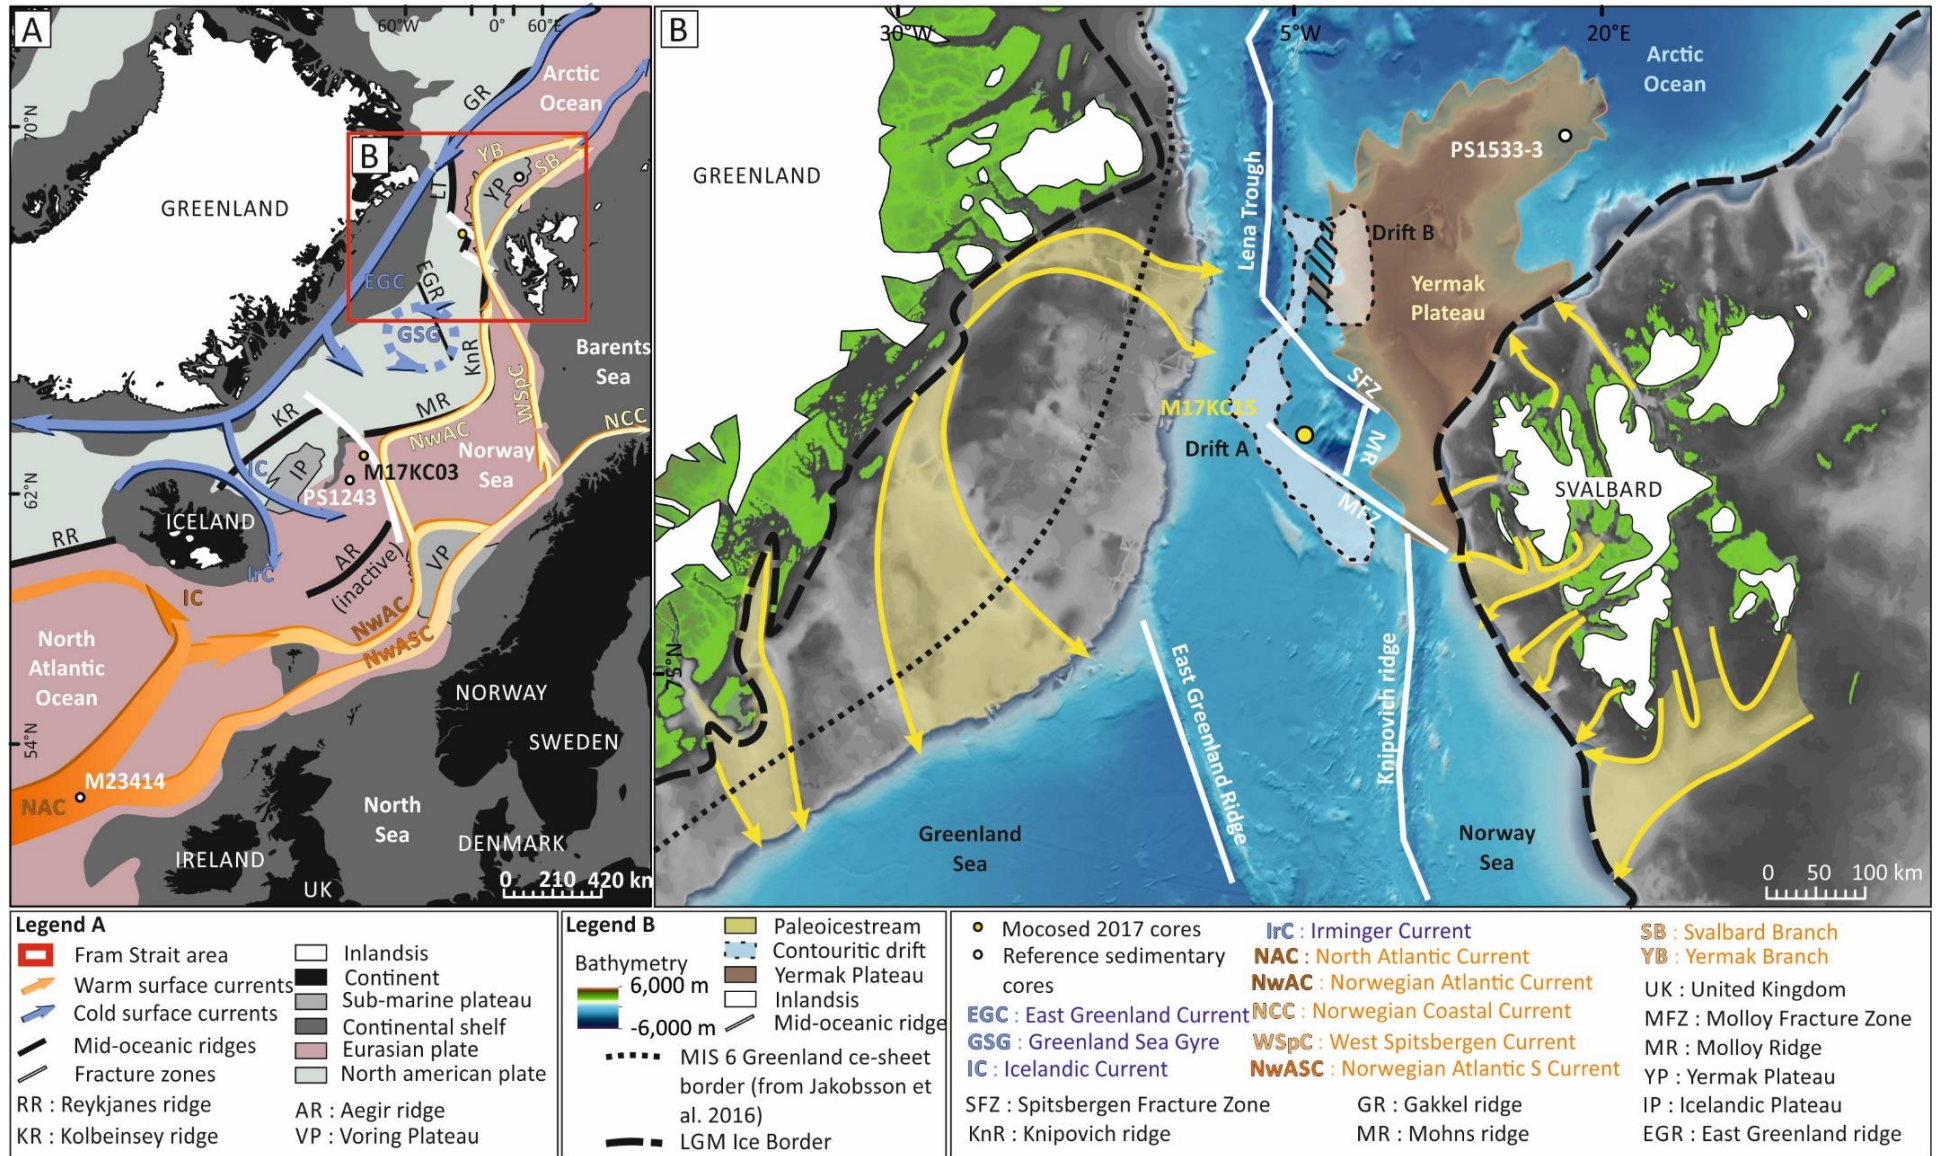 A
60°W
0°
60°E
70°N
62°N
54°N
Arctic
Ocean
GR
B
YB
SB
YP
LT
GREENLAND
EGC
EGR
GSG
KnR
WSpC
Barents
Sea
NCC
KR
MR
NwAC
Norway
Sea
IC
IP
M17KC03
PS1243
ICELAND
RR
IrC
AR
(inactive)
VP
IC
NwAC
NwASC
North
Atlantic
Ocean
NORWAY
SWEDEN
M23414
NAC
North
Sea
DENMARK
IRELAND
UK
0 210 420 km
B
30°W
5°W
20°E
75°N
Arctic
Ocean
PS1533-3
GREENLAND
Lena Trough
Drift B
Yermak
Plateau
SFZ
M17KC15
Drift A
MR
MFZ
SVALBARD
East Greenland Ridge
Knipovich ridge
Greenland
Sea
Norway
Sea
0 50 100 km
Legend A
Fram Strait area
Warm surface currents
Cold surface currents
Mid-oceanic ridges
Fracture zones
RR : Reykjanes ridge
KR : Kolbeinsey ridge
Inlandsis
Continent
Sub-marine plateau
Continental shelf
Eurasian plate
North american plate
AR : Aegir ridge
VP : Voring Plateau
Legend B
Bathymetry
6,000 m
-6,000 m
Paleoicestream
Contouritic drift
Yermak Plateau
Inlandsis
Mid-oceanic ridge
MIS 6 Greenland ce-sheet
border (from Jakobsson et
al. 2016)
LGM Ice Border
Mocosed 2017 cores
Reference sedimentary
cores
EGC : East Greenland Current
GSG : Greenland Sea Gyre
IC : Icelandic Current
SFZ : Spitsbergen Fracture Zone
KnR : Knipovich ridge
IrC : Irminger Current
NAC : North Atlantic Current
NwAC : Norwegian Atlantic Current
NCC : Norwegian Coastal Current
WSpC : West Spitsbergen Current
NwASC : Norwegian Atlantic S Current
GR : Gakkel ridge
MR : Mohns ridge
SB : Svalbard Branch
YB : Yermak Branch
UK : United Kingdom
MFZ : Molloy Fracture Zone
MR : Molloy Ridge
YP : Yermak Plateau
IP : Icelandic Plateau
EGR : East Greenland ridge